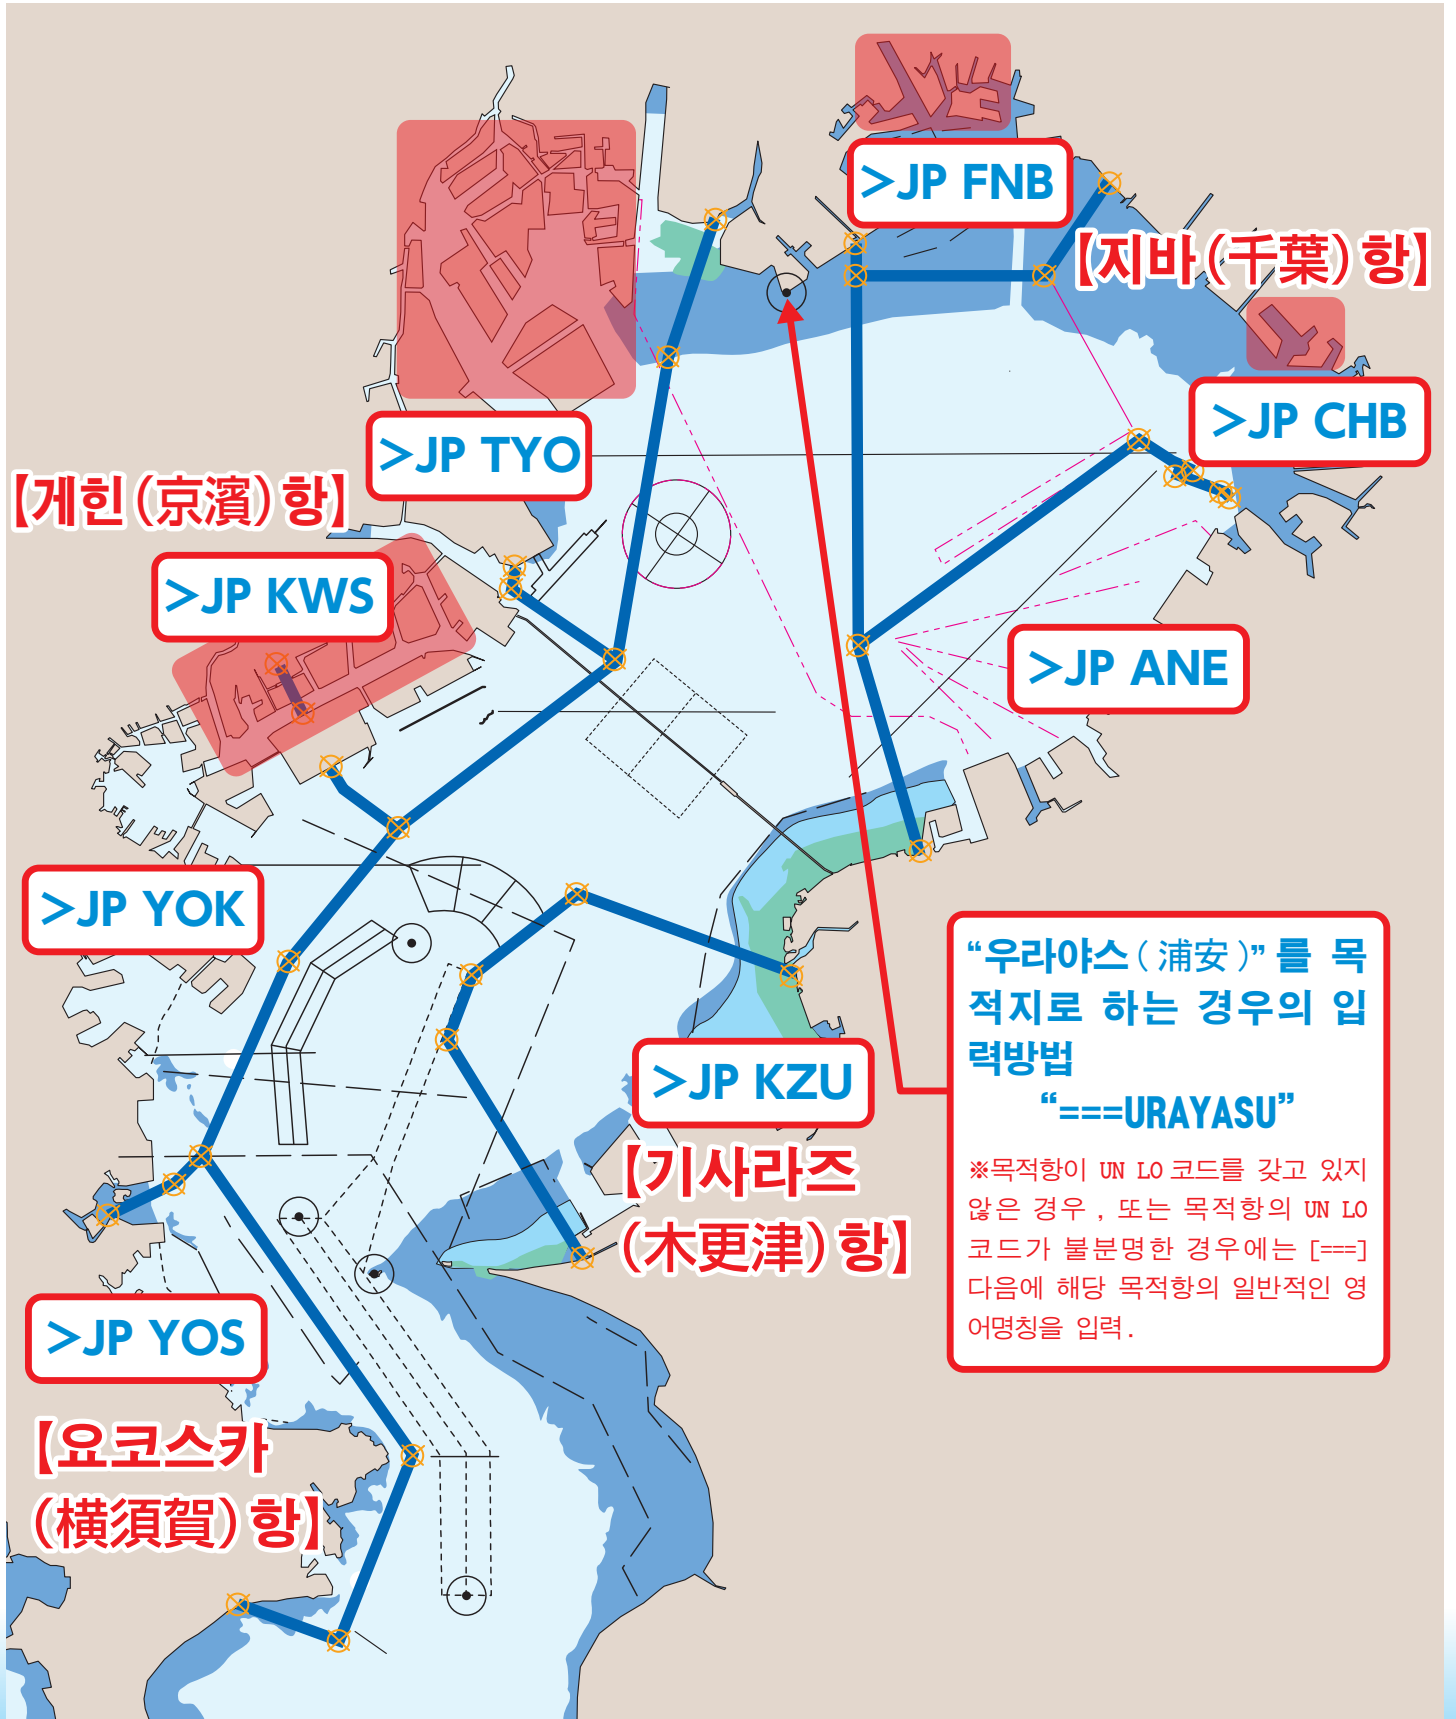 >JP FNB
【지바(千葉)항】
>JP CHB
>JP TYO
【게힌(京濱)항】
>JP KWS
>JP ANE
>JP YOK
“우라야스(浦安)”를 목
적지로 하는 경우의 입
력방법
“===URAYASU”
※목적항이 UN LO코드를 갖고 있지
않은 경우, 또는 목적항의 UN LO
코드가 불분명한 경우에는 [===]
다음에 해당 목적항의 일반적인 영
어명칭을 입력.
>JP KZU
【기사라즈
(木更津)항】
>JP YOS
【요코스카
(横須賀)항】